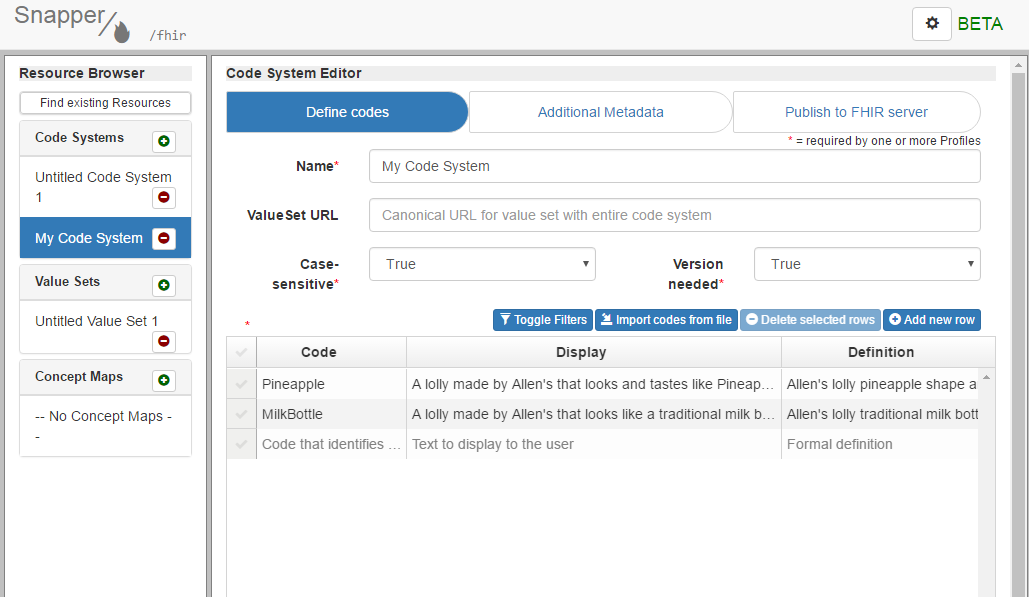 Snapper
/fhir
BETA
Resource Browser
Find existing Resources
Code Systems
Untitled Code System
1
My Code System
Value Sets
Untitled Value Set 1
Concept Maps
-- No Concept Maps -
-
Code System Editor
Define codes
Additional Metadata
Publish to FHIR server
* = required by one or more Profiles
Name*
My Code System
ValueSet URL
Canonical URL for value set with entire code system
Case-
sensitive*
True
Version
needed*
True
*
Toggle Filters
Import codes from file
Delete selected rows
Add new row
Code Display Definition
Pineapple A lolly made by Allen's that looks and tastes like Pineap... Allen's lolly pineapple shape a
MilkBottle A lolly made by Allen's that looks like a traditional milk b... Allen's lolly traditional milk bott
Code that identifies ... Text to display to the user Formal definition